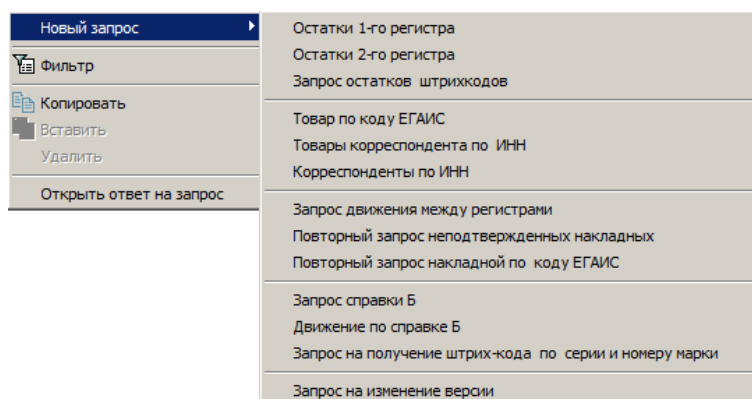 Новый запрос
Фильтр
Копировать
Вставить
Удалить
Открыть ответ на запрос
Остатки 1-го регистра
Остатки 2-го регистра
Запрос остатков штрихкодов
Товар по коду ЕГАИС
Товары корреспондента по ИНН
Корреспонденты по ИНН
Запрос движения между регистрами
Повторный запрос неподтвержденных накладных
Повторный запрос накладной по коду ЕГАИС
Запрос справки Б
Движение по справке Б
Запрос на получение штрих-кода по серии и номеру марки
Запрос на изменение версии